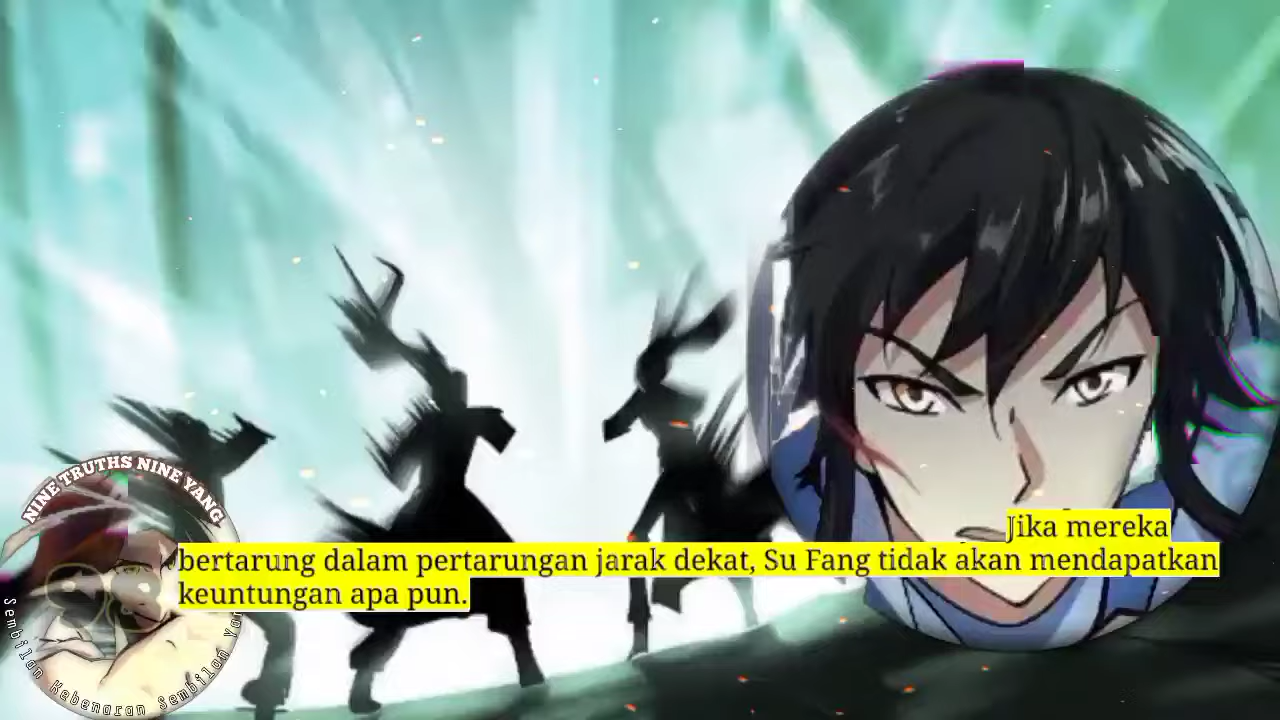 NINE TRUTHS NINE YANG
Jika mereka
bertarung dalam pertarungan jarak dekat, Su Fang tidak akan mendapatkan
keuntungan apa pun.
Sembilan Kebenaran Sembilan Yang